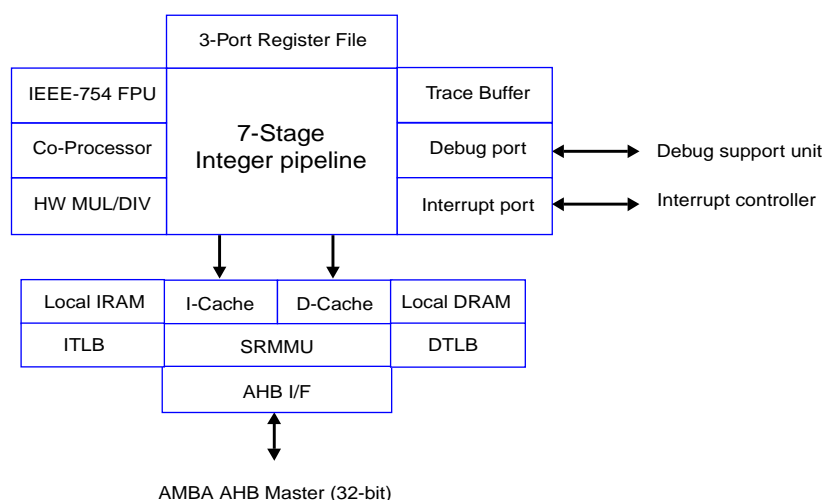 3-Port Register File
IEEE-754 FPU
Trace Buffer
7-Stage
Integer pipeline
Co-Processor
Debug port
Debug support unit
HW MUL/DIV
Interrupt port
Interrupt controller
Local IRAM
I-Cache
D-Cache
Local DRAM
ITLB
SRMMU
DTLB
AHB I/F
AMBA AHB Master (32-bit)